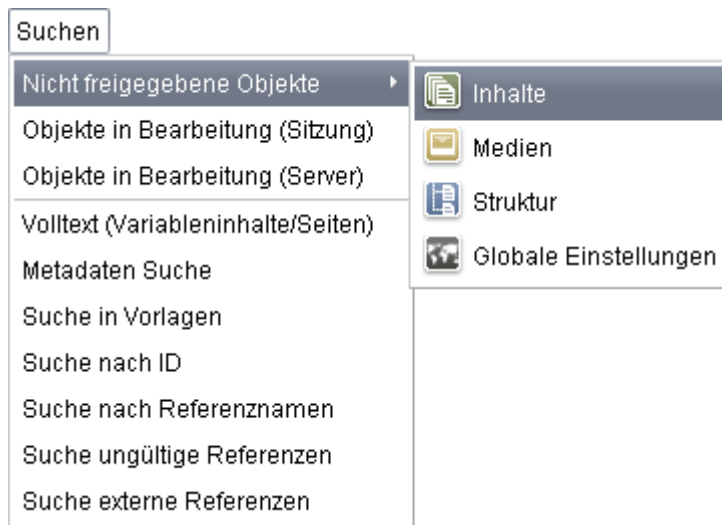 Suchen
Nicht freigegebene Objekte
Objekte in Bearbeitung (Sitzung)
Objekte in Bearbeitung (Server)
Volltext (Variableninhalte/Seiten)
Metadaten Suche
Suche in Vorlagen
Suche nach ID
Suche nach Referenznamen
Suche ungültige Referenzen
Suche externe Referenzen
Inhalte
Medien
Struktur
Globale Einstellungen